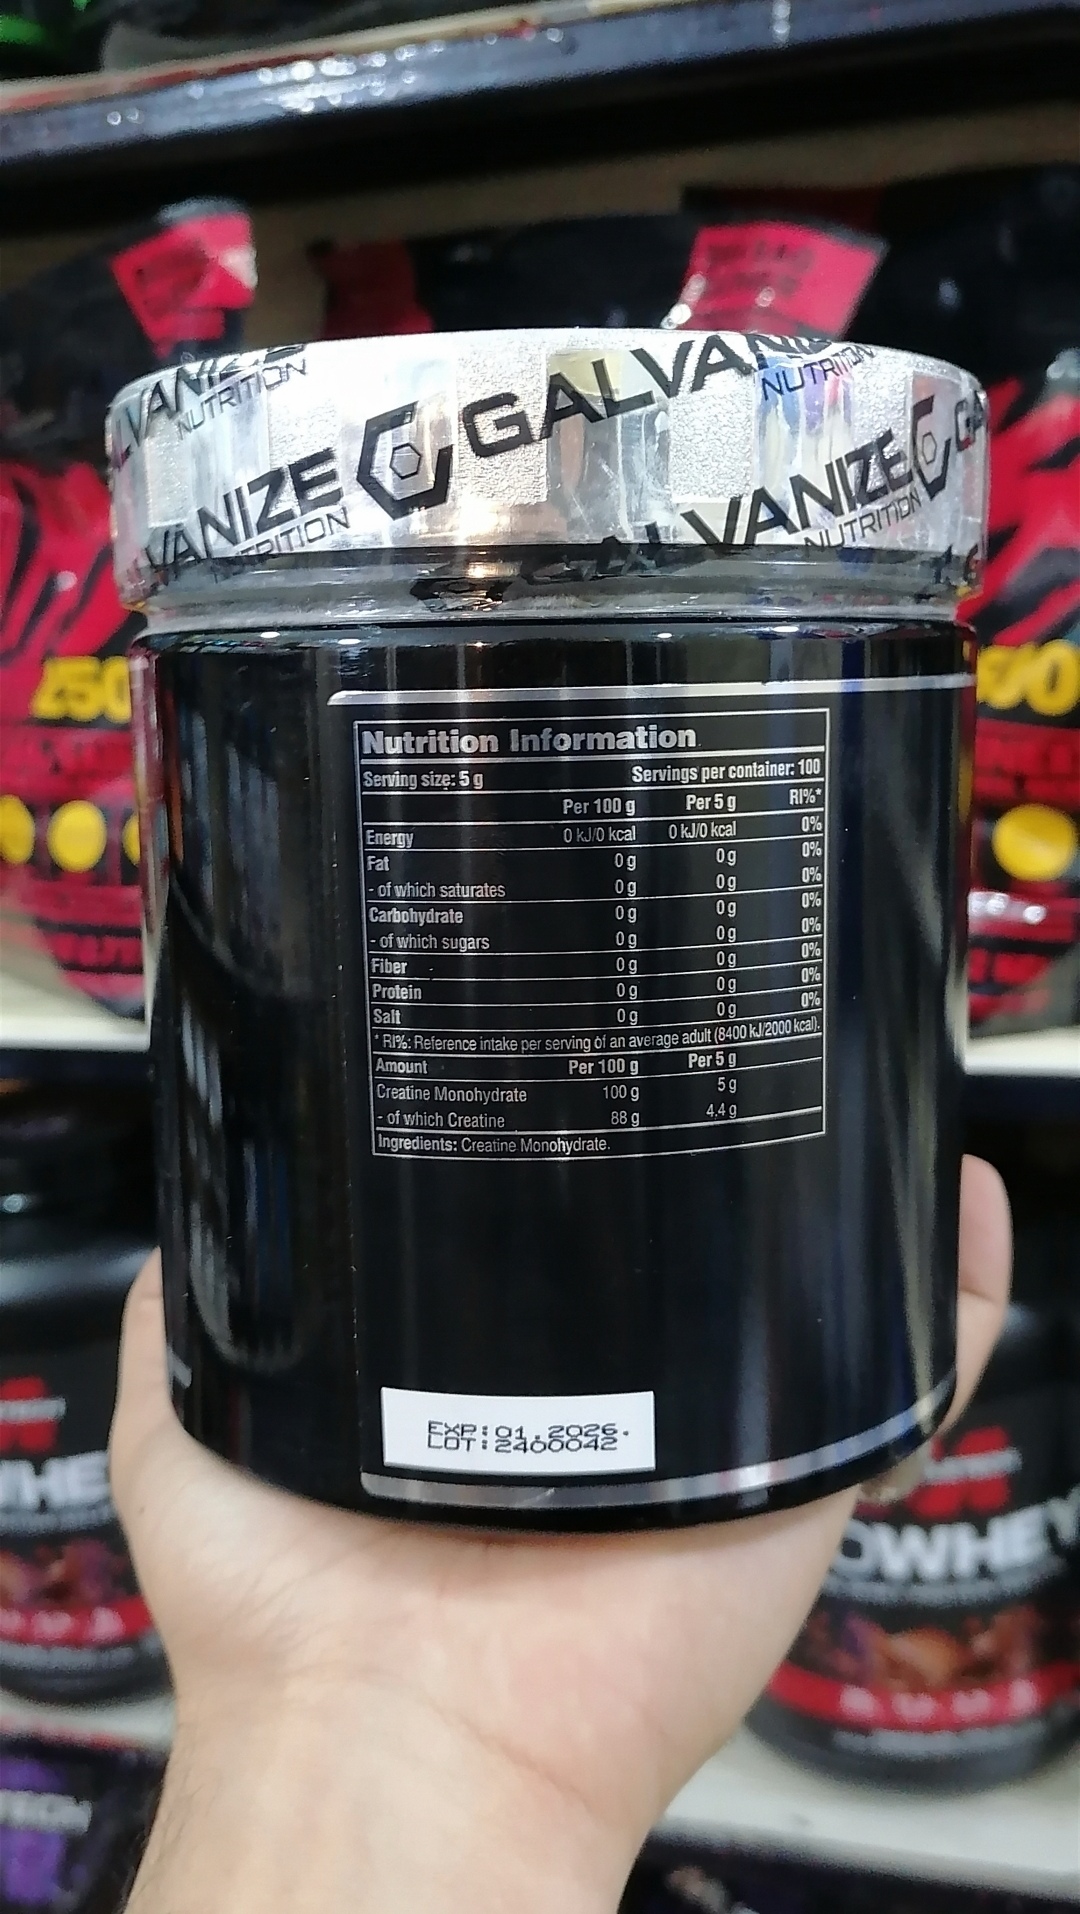 GALVANIZE
NUTRITION
Nutrition Information
Serving size: 5 g Servings per container: 100
Per 100 g Per 5 g RI%*
Energy 0 kJ/0 kcal 0 kJ/0 kcal 0%
Fat 0 g 0 g 0%
- of which saturates 0 g 0 g 0%
Carbohydrate 0 g 0 g 0%
- of which sugars 0 g 0 g 0%
Fiber 0 g 0 g 0%
Protein 0 g 0 g 0%
Salt 0 g 0 g 0%
* RI%: Reference intake per serving of an average adult (8400 kJ/2000 kcal).
Amount Per 100 g Per 5 g
Creatine Monohydrate 100 g 5 g
- of which Creatine 88 g 4.4 g
Ingredients: Creatine Monohydrate.
EXP:01.2026.
LOT:2400042